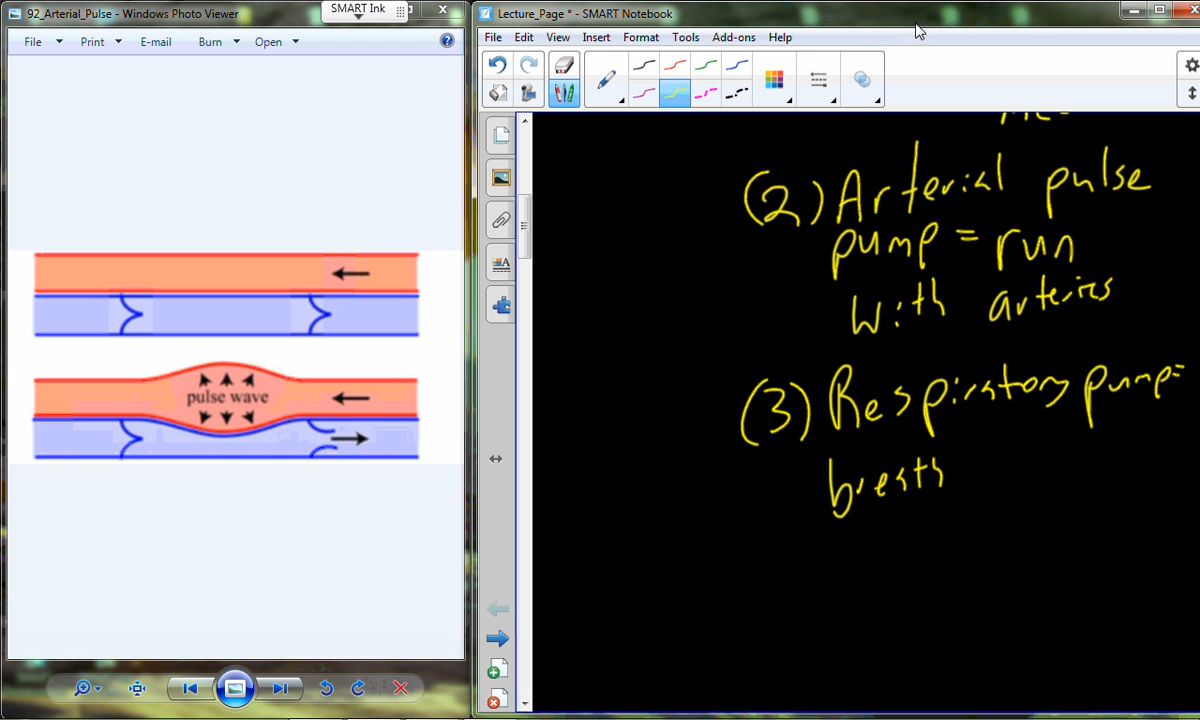 92_Arterial_Pulse - Windows Photo Viewer
SMART Ink
File Print E-mail Burn Open
pulse wave
Lecture_Page * - SMART Notebook
File Edit View Insert Format Tools Add-ons Help
(2) Arterial pulse
pump = run
with arteries
(3) Respiratory pump=
breath